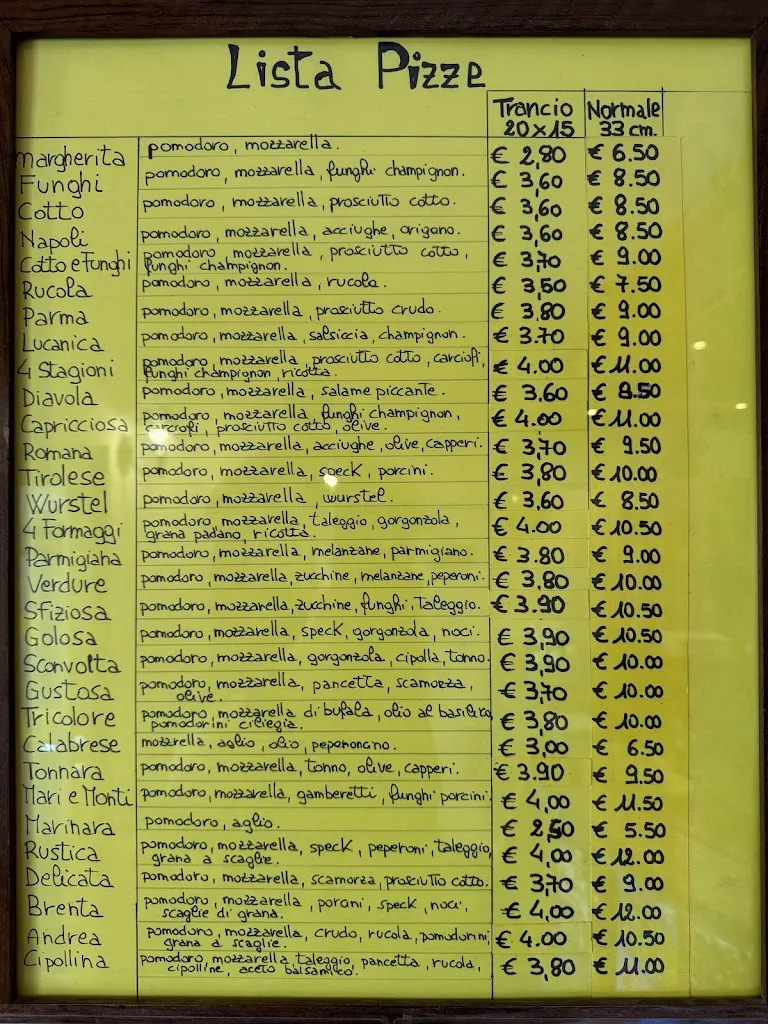 Lista Pizze
Trancio Normale
20x15 33 cm.
Margherita pomodoro, mozzarella. € 2,80 € 6.50
Funghi pomodoro, mozzarella, funghi champignon. € 3,60 € 8.50
Cotto pomodoro, mozzarella, prosciutto cotto. € 3,60 € 8.50
Napoli pomodoro, mozzarella, acciughe, origano. € 3,60 € 8.50
Cotto e Funghi pomodoro, mozzarella, prosciutto cotto, € 3,70 € 9.00
funghi champignon.
Rucola pomodoro, mozzarella, rucola. € 3,50 € 7.50
Parma pomodoro, mozzarella, prosciutto crudo. € 3,80 € 9.00
Lucanica pomodoro, mozzarella, salsiccia, champignon. € 3.70 € 9.00
4 Stagioni pomodoro, mozzarella, prosciutto cotto, carciofi, € 4.00 € 11.00
funghi champignon, ricotta.
Diavola pomodoro, mozzarella, salame piccante. € 3.60 € 9.50
Capricciosa pomodoro, mozzarella, funghi champignon, € 4.00 € 11.00
carciofi, prosciutto cotto, olive.
Romana pomodoro, mozzarella, acciughe, olive, capperi. € 3,70 € 9.50
Tirolese pomodoro, mozzarella, speck, porcini. € 3,80 € 10.00
Wurstel pomodoro, mozzarella, wurstel. € 3,60 € 8.50
4 Formaggi pomodoro, mozzarella, taleggio, gorgonzola, € 4.00 € 10.50
grana padano, ricotta.
Parmigiana pomodoro, mozzarella, melanzane, parmigiano. € 3.80 € 9.00
Verdure pomodoro, mozzarella, zucchine, melanzane, peperoni. € 3,80 € 10.00
Sfiziosa pomodoro, mozzarella, zucchine, funghi, Taleggio. € 3.90 € 10.50
Golosa pomodoro, mozzarella, speck, gorgonzola, noci. € 3,90 € 10.50
Sconvolta pomodoro, mozzarella, gorgonzola, cipolla, tonno. € 3,90 € 10.00
Gustosa pomodoro, mozzarella, pancetta, scamorza, € 3,70 € 10.00
olive.
Tricolore pomodoro, mozzarella di bufala, olio al basilico € 3,80 € 10.00
pomodorini ciliegia.
Calabrese mozzrella, aglio, olio, peperoncino. € 3,00 € 6.50
Tonnara pomodoro, mozzarella, tonno, olive, capperi. € 3.90 € 9.50
Mari e Monti pomodoro, mozzarella, gamberetti, funghi porcini. € 4,00 € 11.50
Marinara pomodoro, aglio. € 2,50 € 5.50
Rustica pomodoro, mozzarella, speck, peperoni, taleggio, € 4,00 € 12.00
grana a scaglie.
Delicata pomodoro, mozzarella, scamorza, prosciutto cotto. € 3,70 € 9.00
Brenta pomodoro, mozzarella, porcini, speck, noci, € 4,00 € 12.00
scaglie di grana.
Andrea pomodoro, mozzarella, crudo, rucola, pomodorini, € 4.00 € 10.50
grana a scaglie.
Cipollina pomodoro, mozzarella taleggio, pancetta, rucola, € 3,80 € 11.00
cipolline, aceto balsamico.